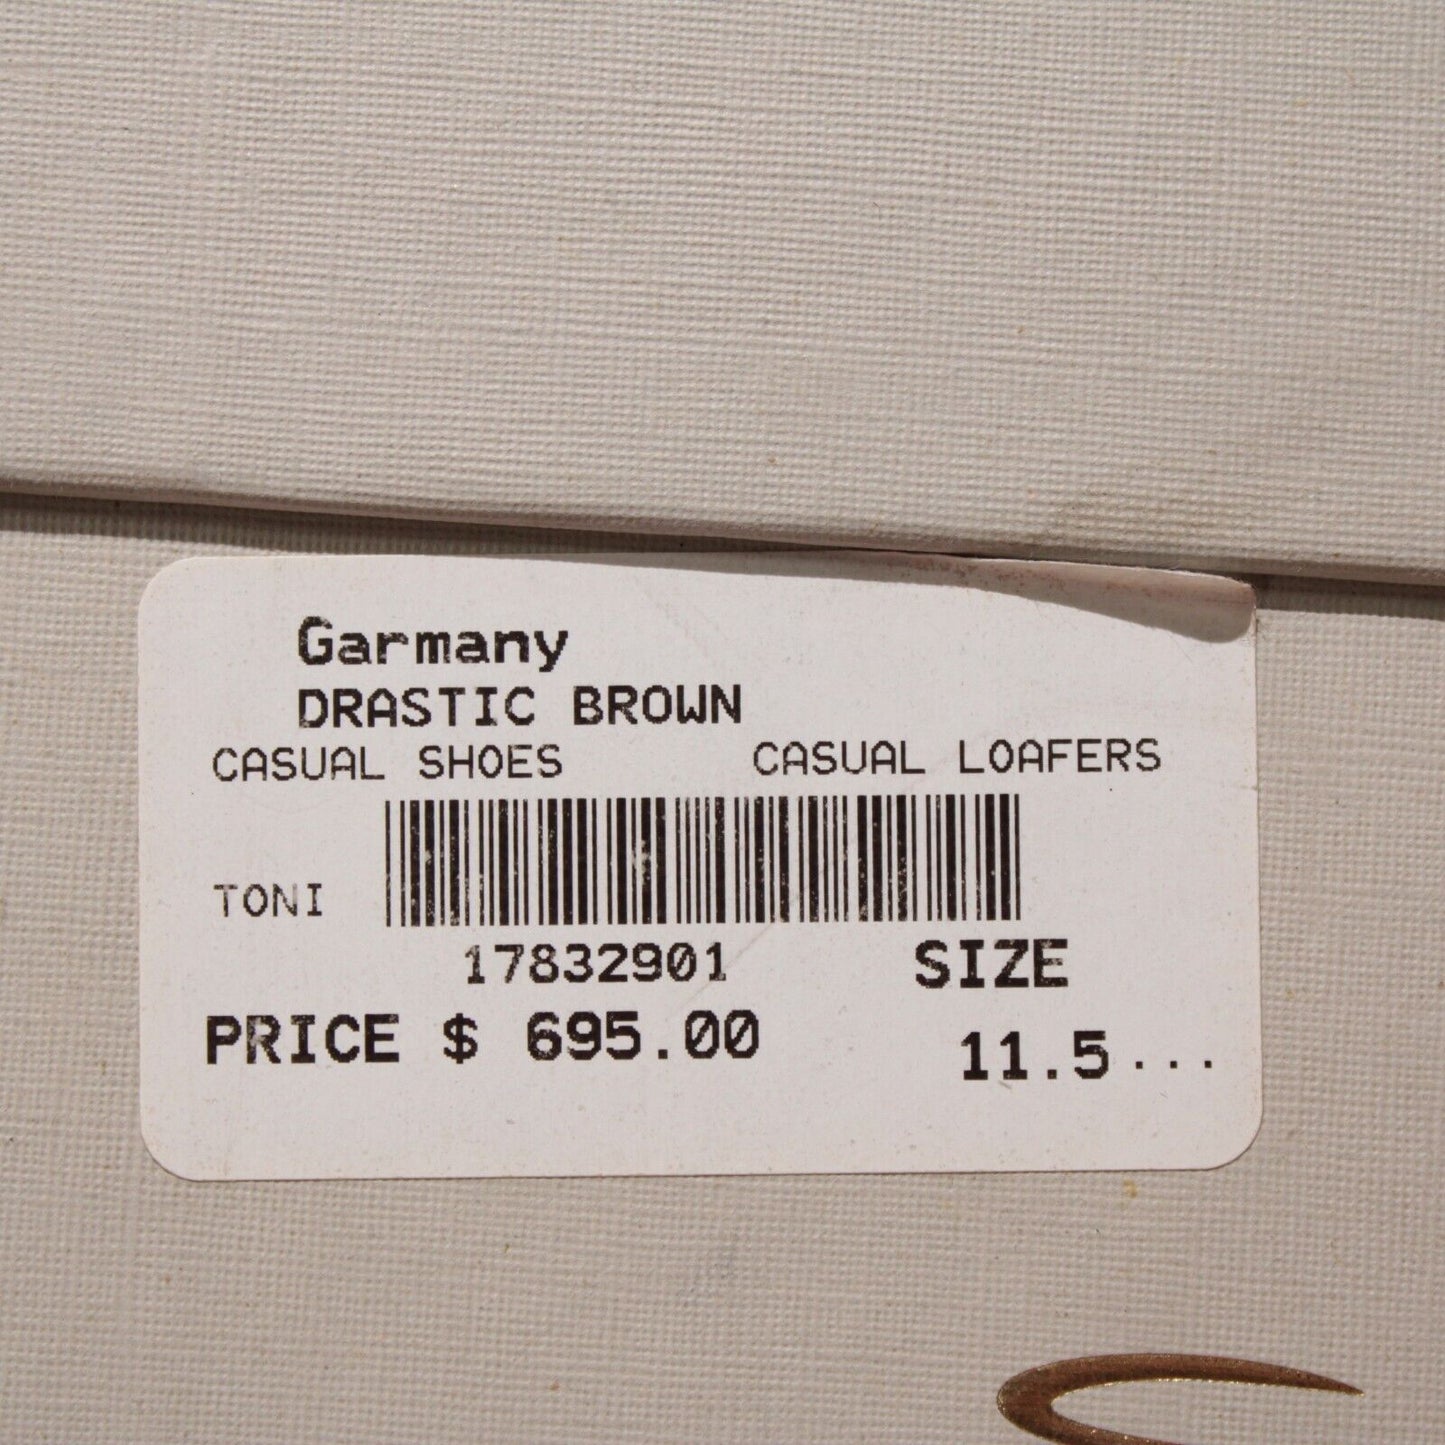 Garmany
DRASTIC BROWN
CASUAL SHOES CASUAL LOAFERS
TONI
17832901 SIZE
PRICE $ 695.00 11.5...